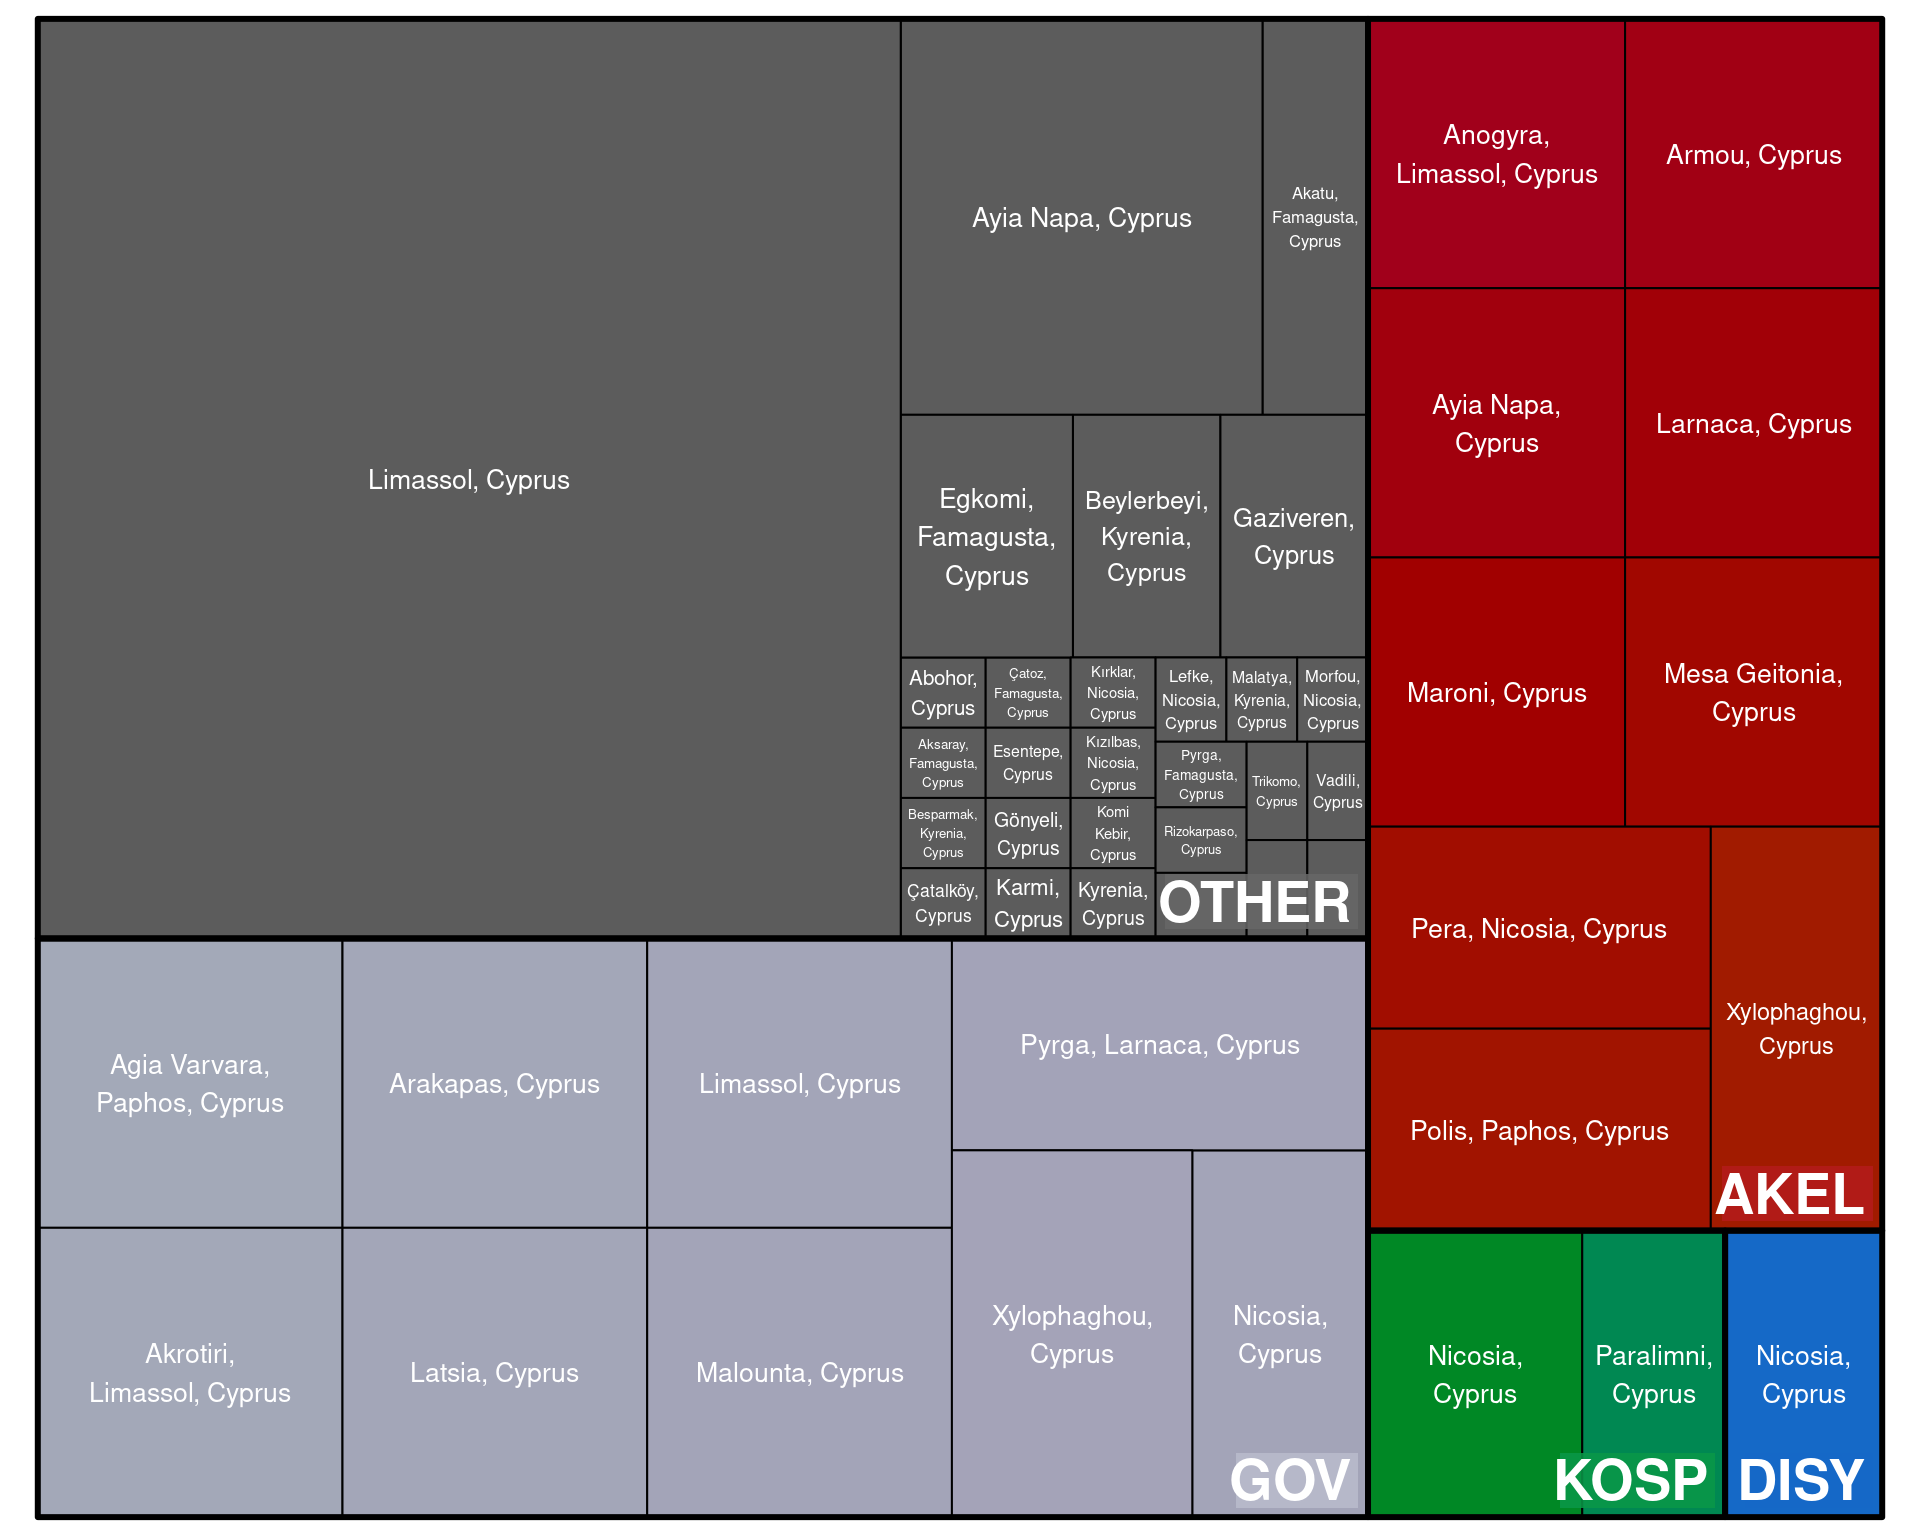 Limassol, Cyprus
Ayia Napa, Cyprus
Akatu,
Famagusta,
Cyprus
Egkomi,
Famagusta,
Cyprus
Beylerbeyi,
Kyrenia,
Cyprus
Gaziveren,
Cyprus
Abohor,
Cyprus
Çatoz,
Famagusta,
Cyprus
Kırklar,
Nicosia,
Cyprus
Lefke,
Nicosia,
Cyprus
Malatya,
Kyrenia,
Cyprus
Morfou,
Nicosia,
Cyprus
Aksaray,
Famagusta,
Cyprus
Esentepe,
Cyprus
Kızılbas,
Nicosia,
Cyprus
Pyrga,
Famagusta,
Cyprus
Trikomo,
Cyprus
Vadili,
Cyprus
Besparmak,
Kyrenia,
Cyprus
Gönyeli,
Cyprus
Komi
Kebir,
Cyprus
Rizokarpaso,
Cyprus
Çatalköy,
Cyprus
Karmi,
Cyprus
Kyrenia,
Cyprus
OTHER
Agia Varvara,
Paphos, Cyprus
Arakapas, Cyprus
Limassol, Cyprus
Pyrga, Larnaca, Cyprus
Akrotiri,
Limassol, Cyprus
Latsia, Cyprus
Malounta, Cyprus
Xylophaghou,
Cyprus
Nicosia,
Cyprus
GOV
Anogyra,
Limassol, Cyprus
Armou, Cyprus
Ayia Napa,
Cyprus
Larnaca, Cyprus
Maroni, Cyprus
Mesa Geitonia,
Cyprus
Pera, Nicosia, Cyprus
Xylophaghou,
Cyprus
Polis, Paphos, Cyprus
AKEL
Nicosia,
Cyprus
Paralimni,
Cyprus
KOSP
Nicosia,
Cyprus
DISY